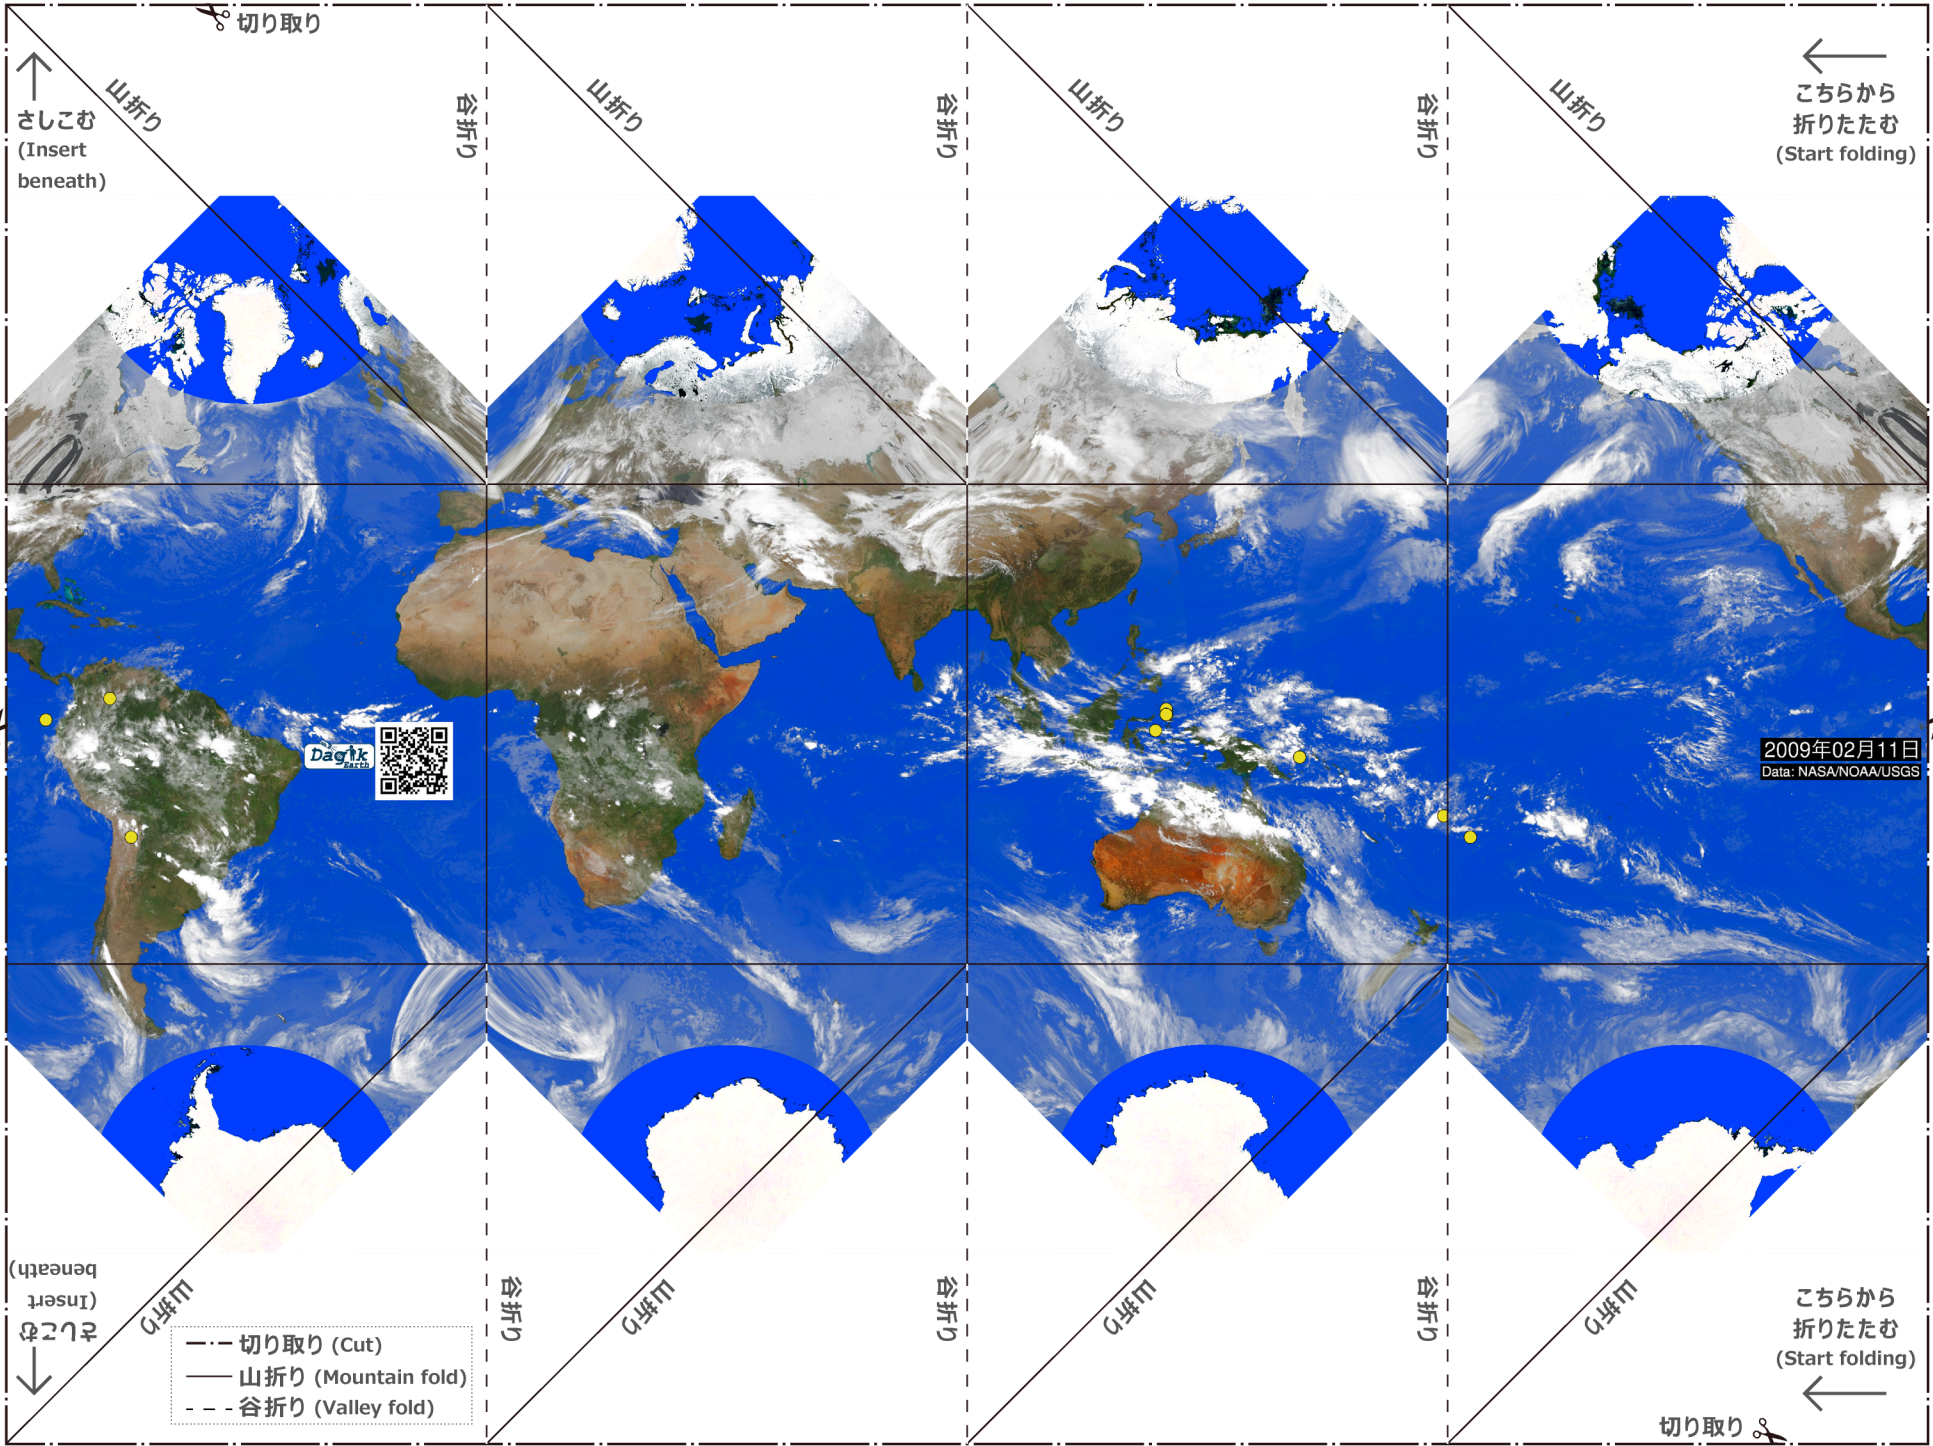 切り取り
山折り
谷折り
山折り
谷折り
山折り
谷折り
山折り
さしこむ
(Insert
beneath)
こちらから
折りたたむ
(Start folding)
Dagik
Earth
2009年02月11日
Data: NASA/NOAA/USGS
さしこむ
(Insert
beneath)
山折り
谷折り
山折り
谷折り
山折り
谷折り
山折り
こちらから
折りたたむ
(Start folding)
切り取り (Cut)
山折り (Mountain fold)
谷折り (Valley fold)
切り取り